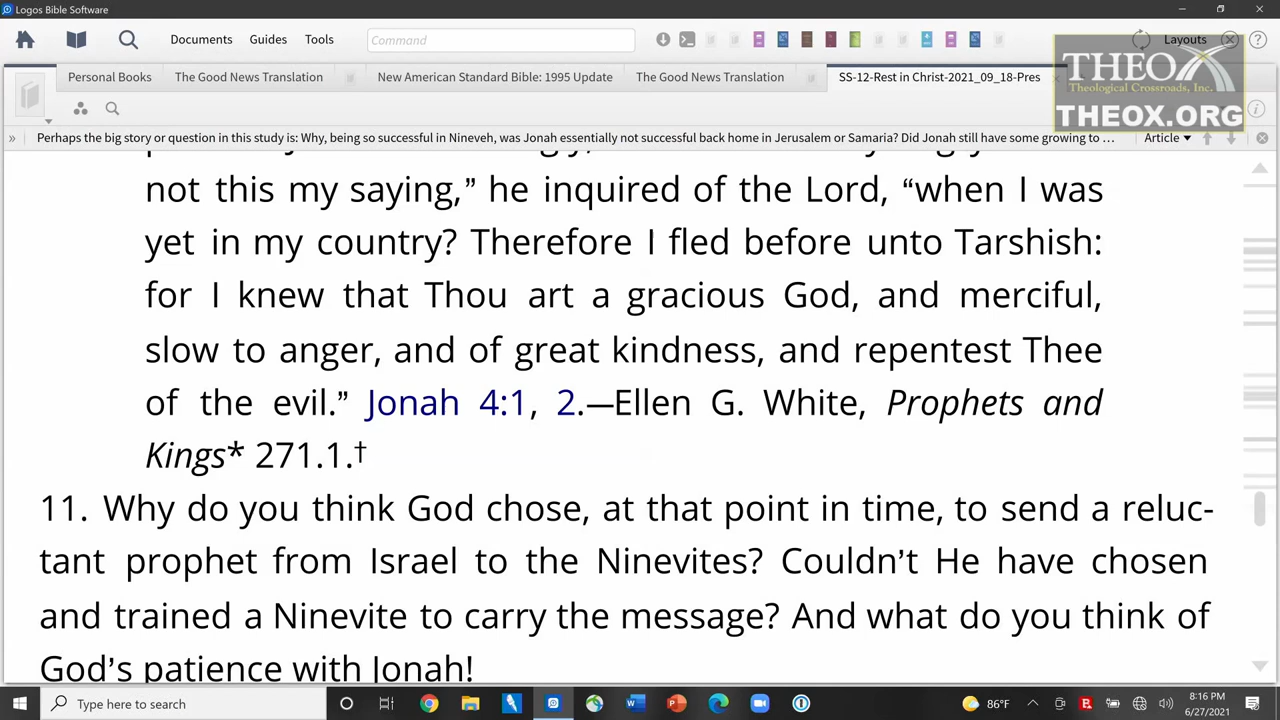 Logos Bible Software
Documents Guides Tools Command Layouts
THEOX
Theological Crossroads, Inc.
THEOX.ORG
Personal Books The Good News Translation New American Standard Bible: 1995 Update The Good News Translation SS-12-Rest in Christ-2021_09_18-Pres
» Perhaps the big story or question in this study is: Why, being so successful in Nineveh, was Jonah essentially not successful back home in Jerusalem or Samaria? Did Jonah still have some growing to … Article
not this my saying,” he inquired of the Lord, “when I was
yet in my country? Therefore I fled before unto Tarshish:
for I knew that Thou art a gracious God, and merciful,
slow to anger, and of great kindness, and repentest Thee
of the evil.” Jonah 4:1, 2.—Ellen G. White, Prophets and
Kings* 271.1.†
11. Why do you think God chose, at that point in time, to send a reluc-
tant prophet from Israel to the Ninevites? Couldn’t He have chosen
and trained a Ninevite to carry the message? And what do you think of
God’s patience with Jonah!
Type here to search 86°F 8:16 PM
6/27/2021